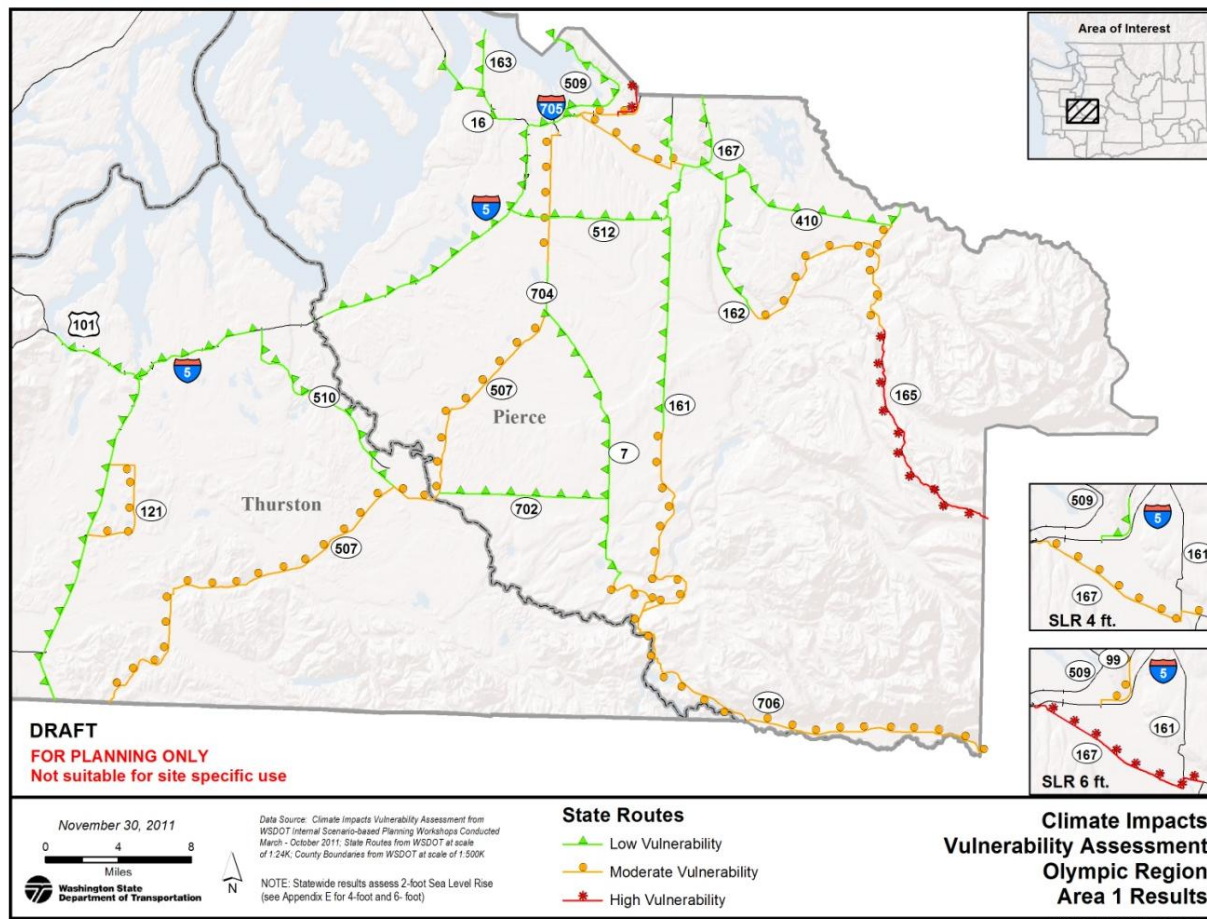 Area of Interest
163
509
705
16
167
5
512
410
704
162
101
5
507
165
510
161
Pierce
7
121
Thurston
702
507
706
509
5
161
167
SLR 4 ft.
99
509
5
161
167
SLR 6 ft.
DRAFT
FOR PLANNING ONLY
Not suitable for site specific use
November 30, 2011
0 4 8
Miles
Washington State
Department of Transportation
N
Data Source: Climate Impacts Vulnerability Assessment from
WSDOT Internal Scenario-based Planning Workshops Conducted
March - October 2011; State Routes from WSDOT at scale
of 1:24K; County Boundaries from WSDOT at scale of 1:500K
NOTE: Statewide results assess 2-foot Sea Level Rise
(see Appendix E for 4-foot and 6- foot)
State Routes
Low Vulnerability
Moderate Vulnerability
High Vulnerability
Climate Impacts
Vulnerability Assessment
Olympic Region
Area 1 Results